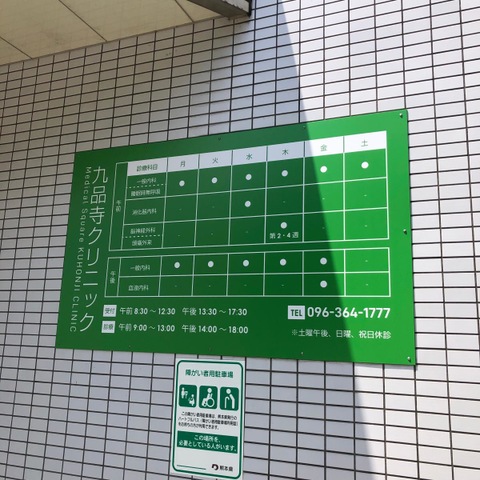 九品寺クリニック
Medical Square KUHONJI CLINIC
診療科目 月 火 水 木 金 土
午前
一般内科 ● ● ● ● ● ●
消化器内科 - - ● - - -
脳神経外科
頭痛外来 - - - ● 第2・4週 - -
午後
一般内科 ● ● ● ● ● -
血液内科 - - - - ● -
受付 午前 8:30〜12:30 午後 13:30〜17:30
診療 午前 9:00〜13:00 午後 14:00〜18:00
TEL 096-364-1777
※土曜午後、日曜、祝日休診
障がい者用駐車場
この場所を、
必要としている人がいます。
熊本県